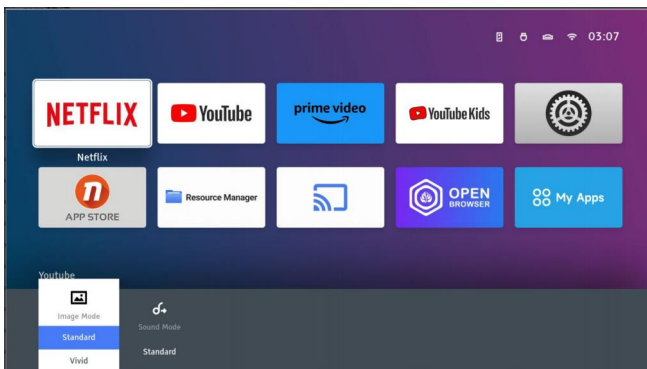 03:07
NETFLIX
YouTube
prime video
YouTube Kids
Netflix
n
APP STORE
Resource Manager
OPEN
BROWSER
My Apps
Youtube
Image Mode
Standard
Vivid
Sound Mode
Standard